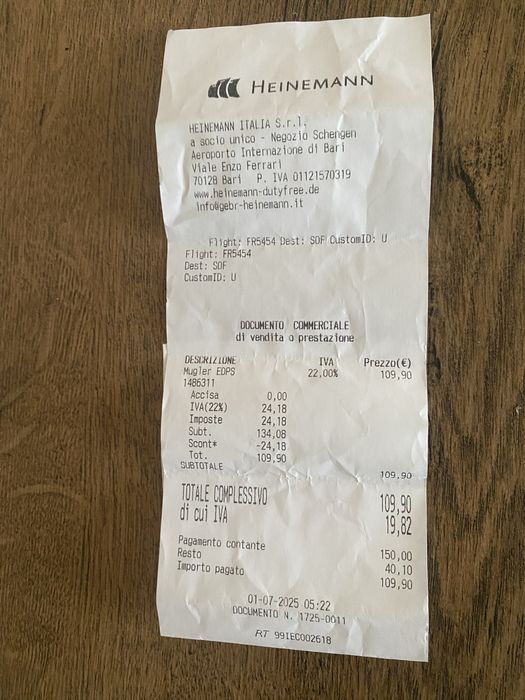 HEINEMANN
HEINEMANN ITALIA S.r.l.
a socio unico - Negozio Schengen
Aeroporto Internazione di Bari
Viale Enzo Ferrari
70128 Bari P. IVA 01121570319
www.heinemann-dutyfree.de
info@gebr-heinemann.it
Flight: FR5454 Dest: SOF CustomID: U
Flight: FR5454
Dest: SOF
CustomID: U
DOCUMENTO COMMERCIALE
di vendita o prestazione
DESCRIZIONE IVA Prezzo(€)
Mugler EDPS 22,00% 109,90
1486311
Accisa 0,00
IVA(22%) 24,18
Imposte 24,18
Subt. 134,08
Scont* -24,18
Tot. 109,90
SUBTOTALE 109,90
TOTALE COMPLESSIVO 109,90
di cui IVA 19,82
Pagamento contante 150,00
Resto 40,10
Importo pagato 109,90
01-07-2025 05:22
DOCUMENTO N. 1725-0011
RT 99IEC002618